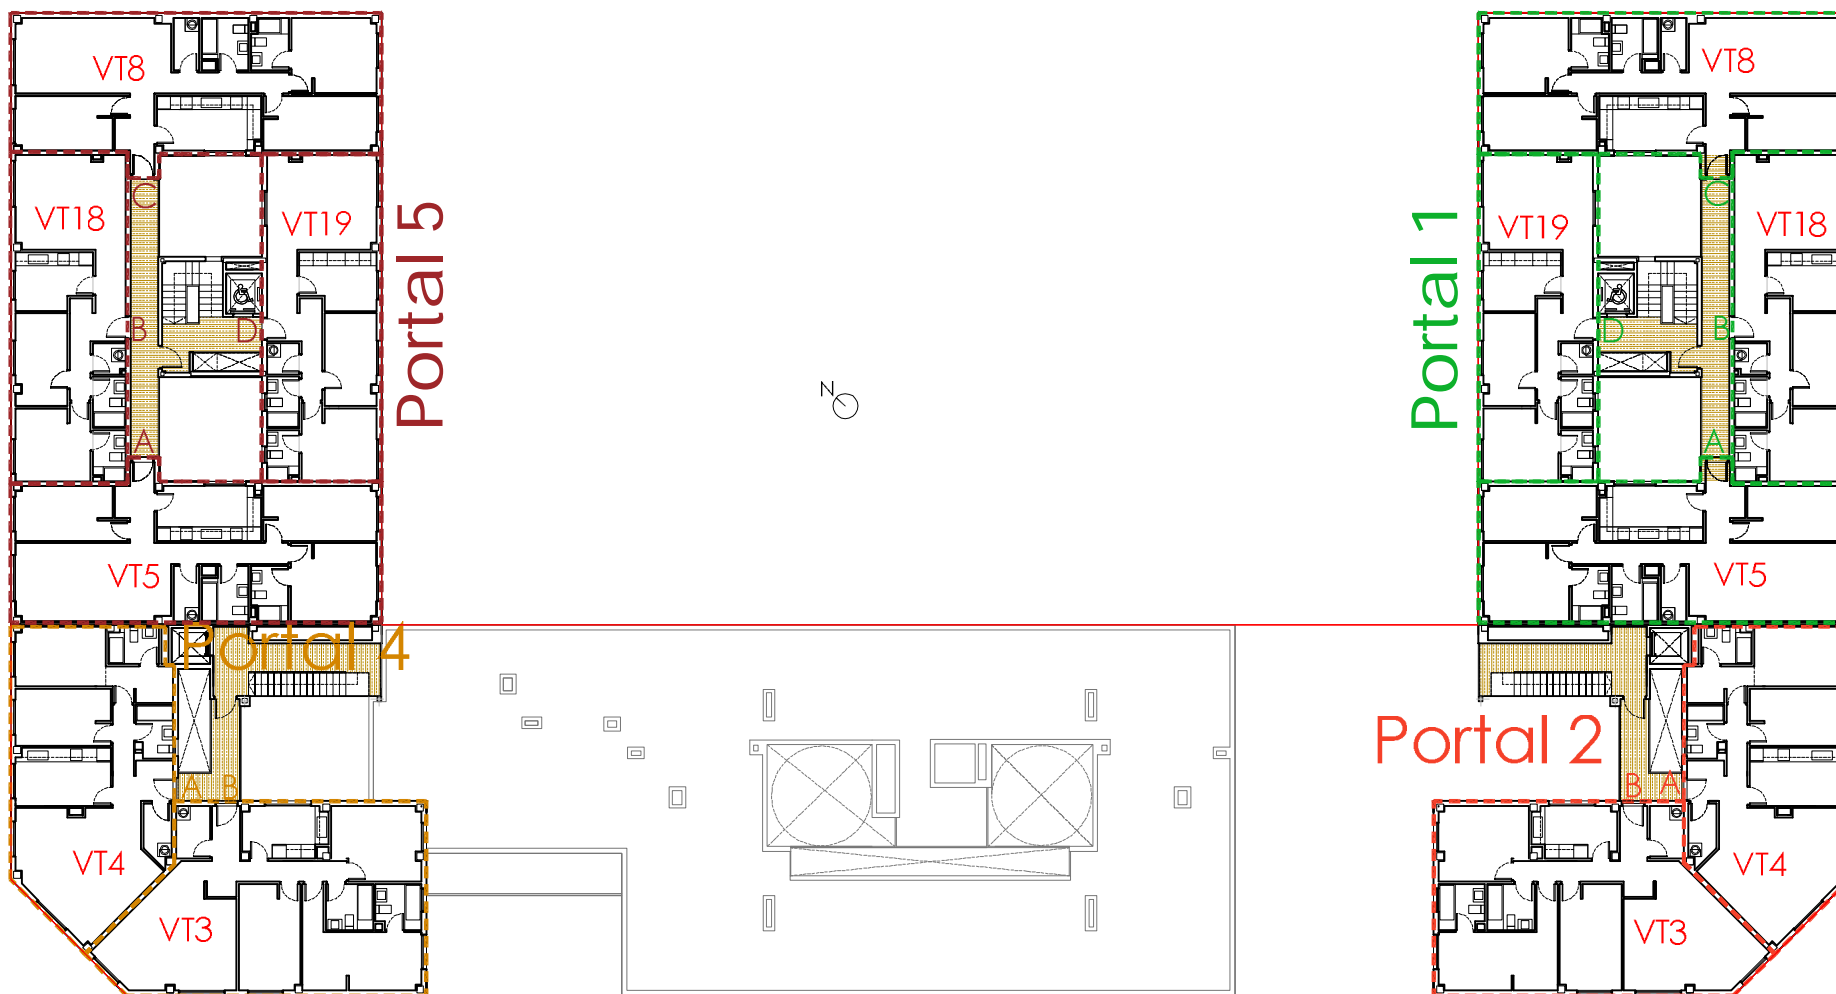 VT8
VT8
C
C
VT18
VT19
VT19
VT18
Portal 5
Portal 1
B
D
D
B
N
A
A
VT5
VT5
Portal 4
Portal 2
A
B
B
A
VT4
VT4
VT3
VT3